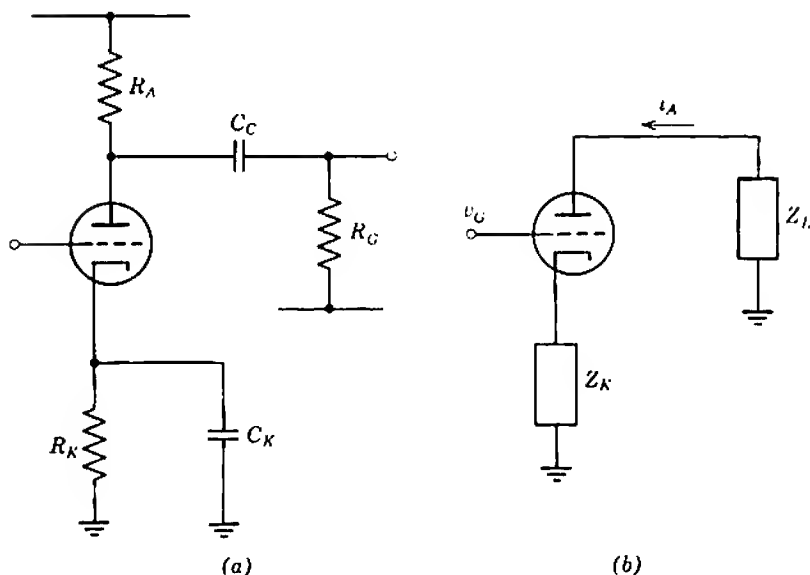 R_A
C_C
R_G
R_K
C_K
(a)
i_A
v_G
Z_L
Z_K
(b)